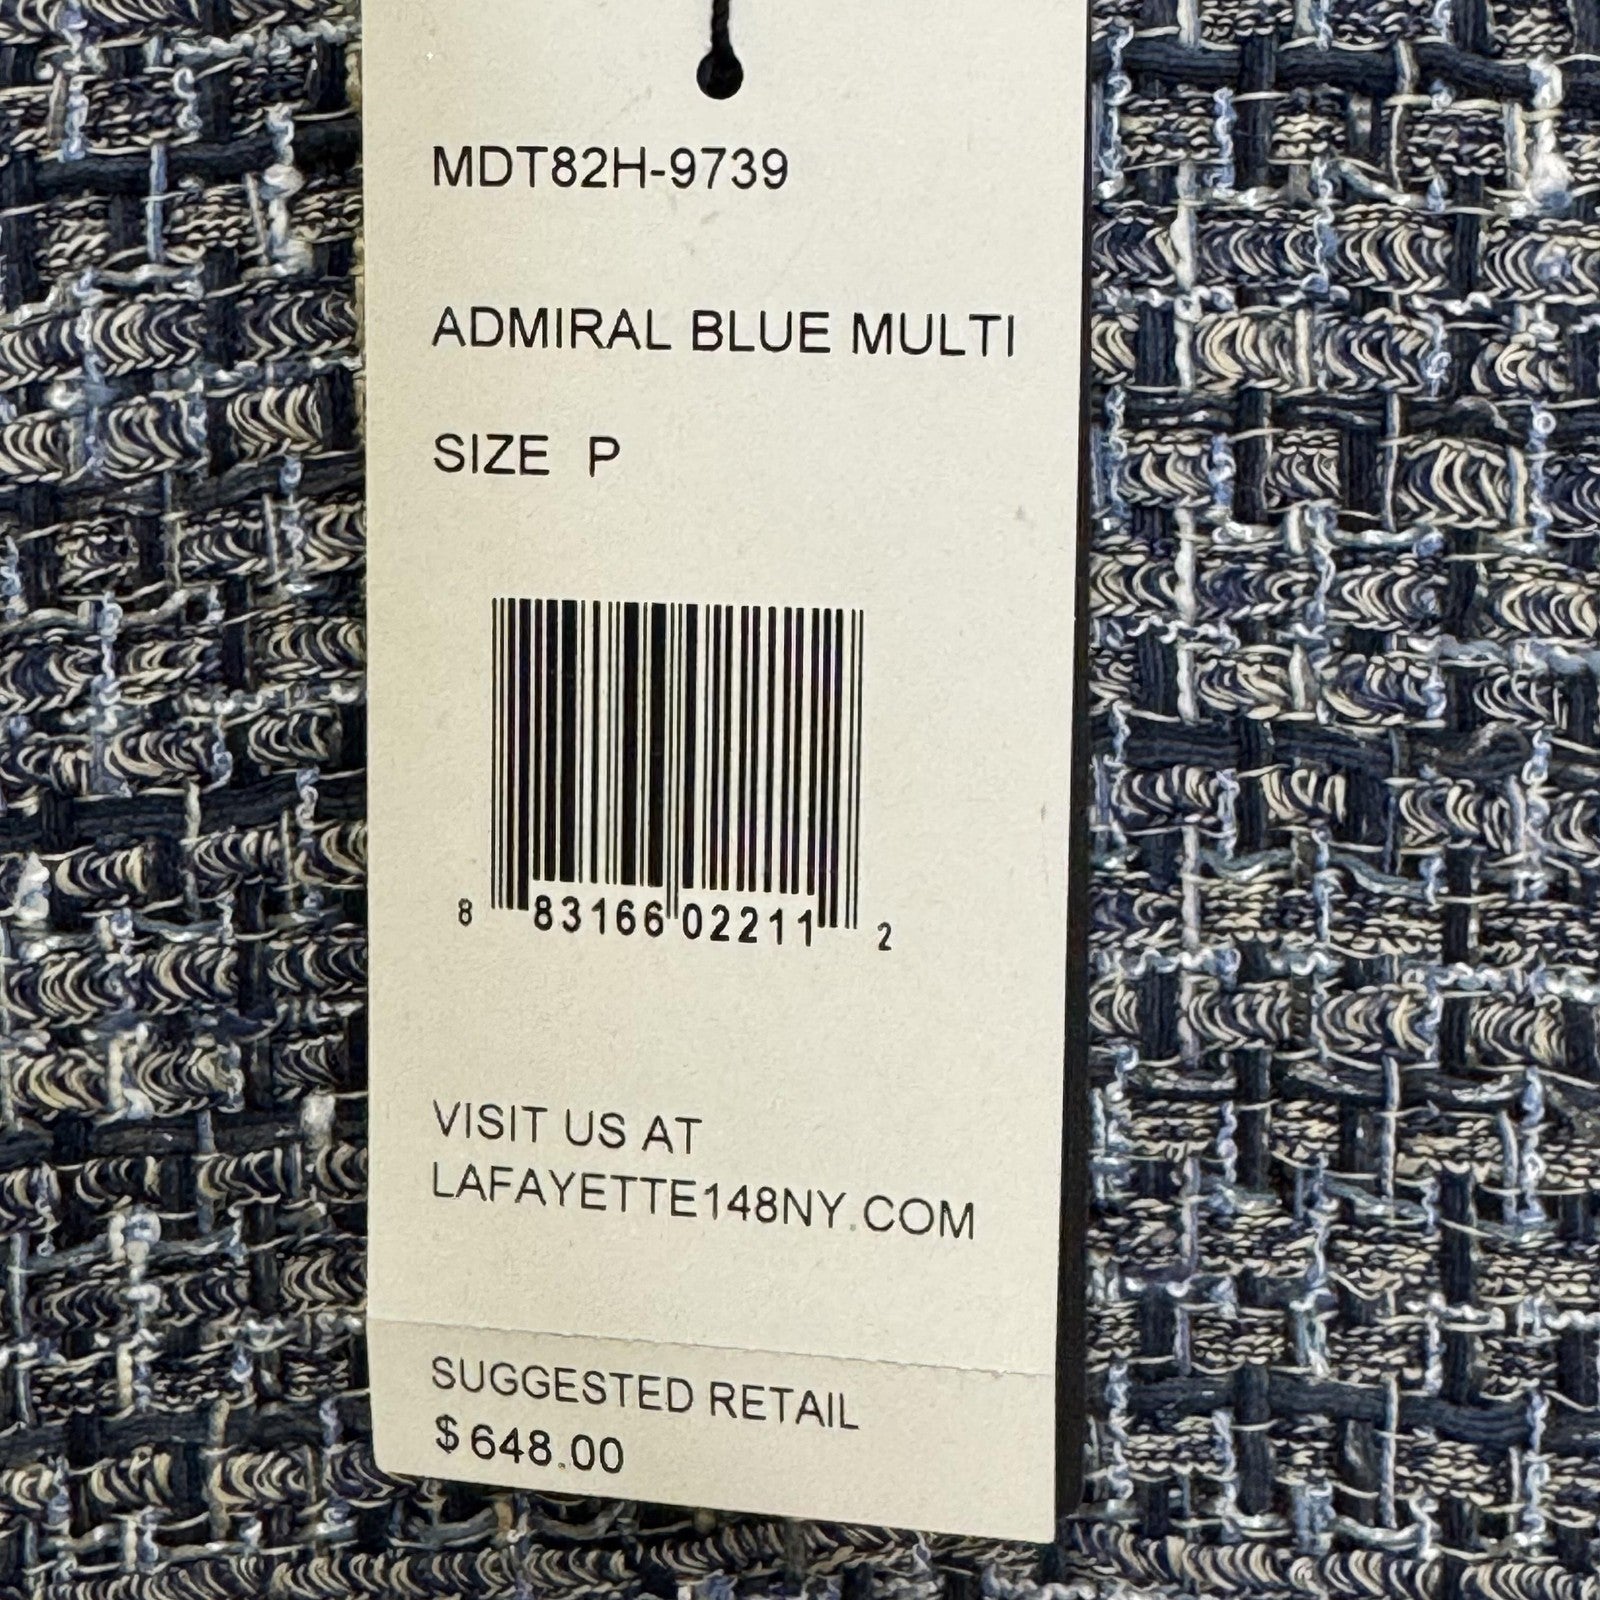 MDT82H-9739
ADMIRAL BLUE MULTI
SIZE P
8 83166 02211 2
VISIT US AT
LAFAYETTE148NY.COM
SUGGESTED RETAIL
$648.00